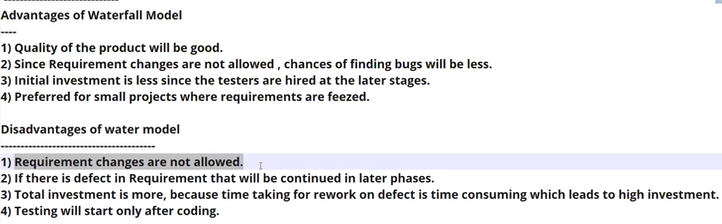 ----------------------------
Advantages of Waterfall Model
----
1) Quality of the product will be good.
2) Since Requirement changes are not allowed , chances of finding bugs will be less.
3) Initial investment is less since the testers are hired at the later stages.
4) Preferred for small projects where requirements are feezed.
Disadvantages of water model
--------------------------------------
1) Requirement changes are not allowed.
2) If there is defect in Requirement that will be continued in later phases.
3) Total investment is more, because time taking for rework on defect is time consuming which leads to high investment.
4) Testing will start only after coding.